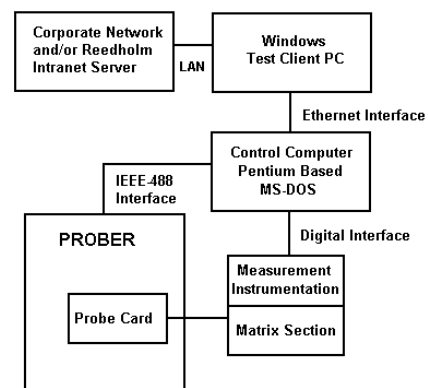 Corporate Network
and/or Reedholm
Intranet Server
LAN
Windows
Test Client PC
Ethernet Interface
Control Computer
Pentium Based
MS-DOS
IEEE-488
Interface
Digital Interface
PROBER
Probe Card
Measurement
Instrumentation
Matrix Section